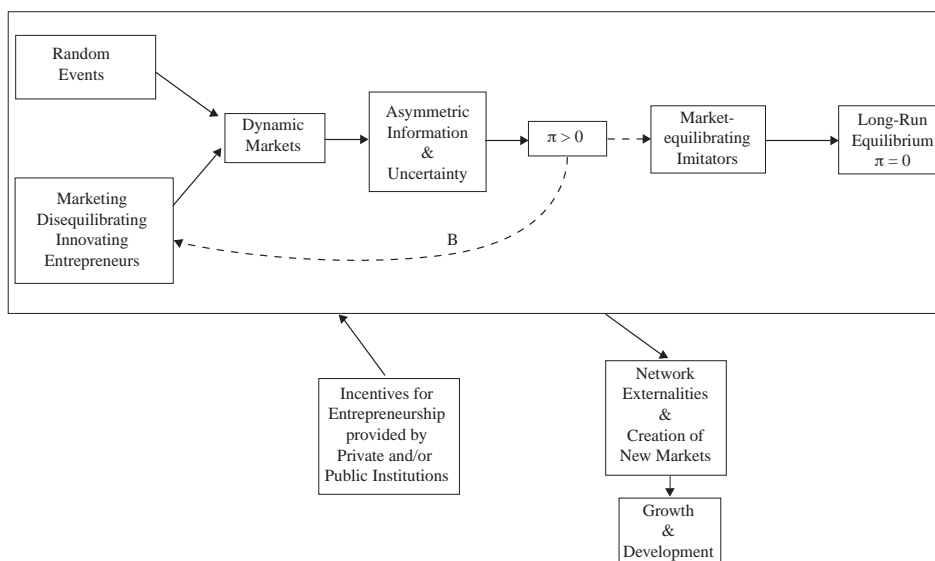 Random
Events
Dynamic
Markets
Asymmetric
Information
&
Uncertainty
π > 0
Market-
equilibrating
Imitators
Long-Run
Equilibrium
π = 0
Marketing
Disequilibrating
Innovating
Entrepreneurs
B
Incentives for
Entrepreneurship
provided by
Private and/or
Public Institutions
Network
Externalities
&
Creation of
New Markets
Growth
&
Development